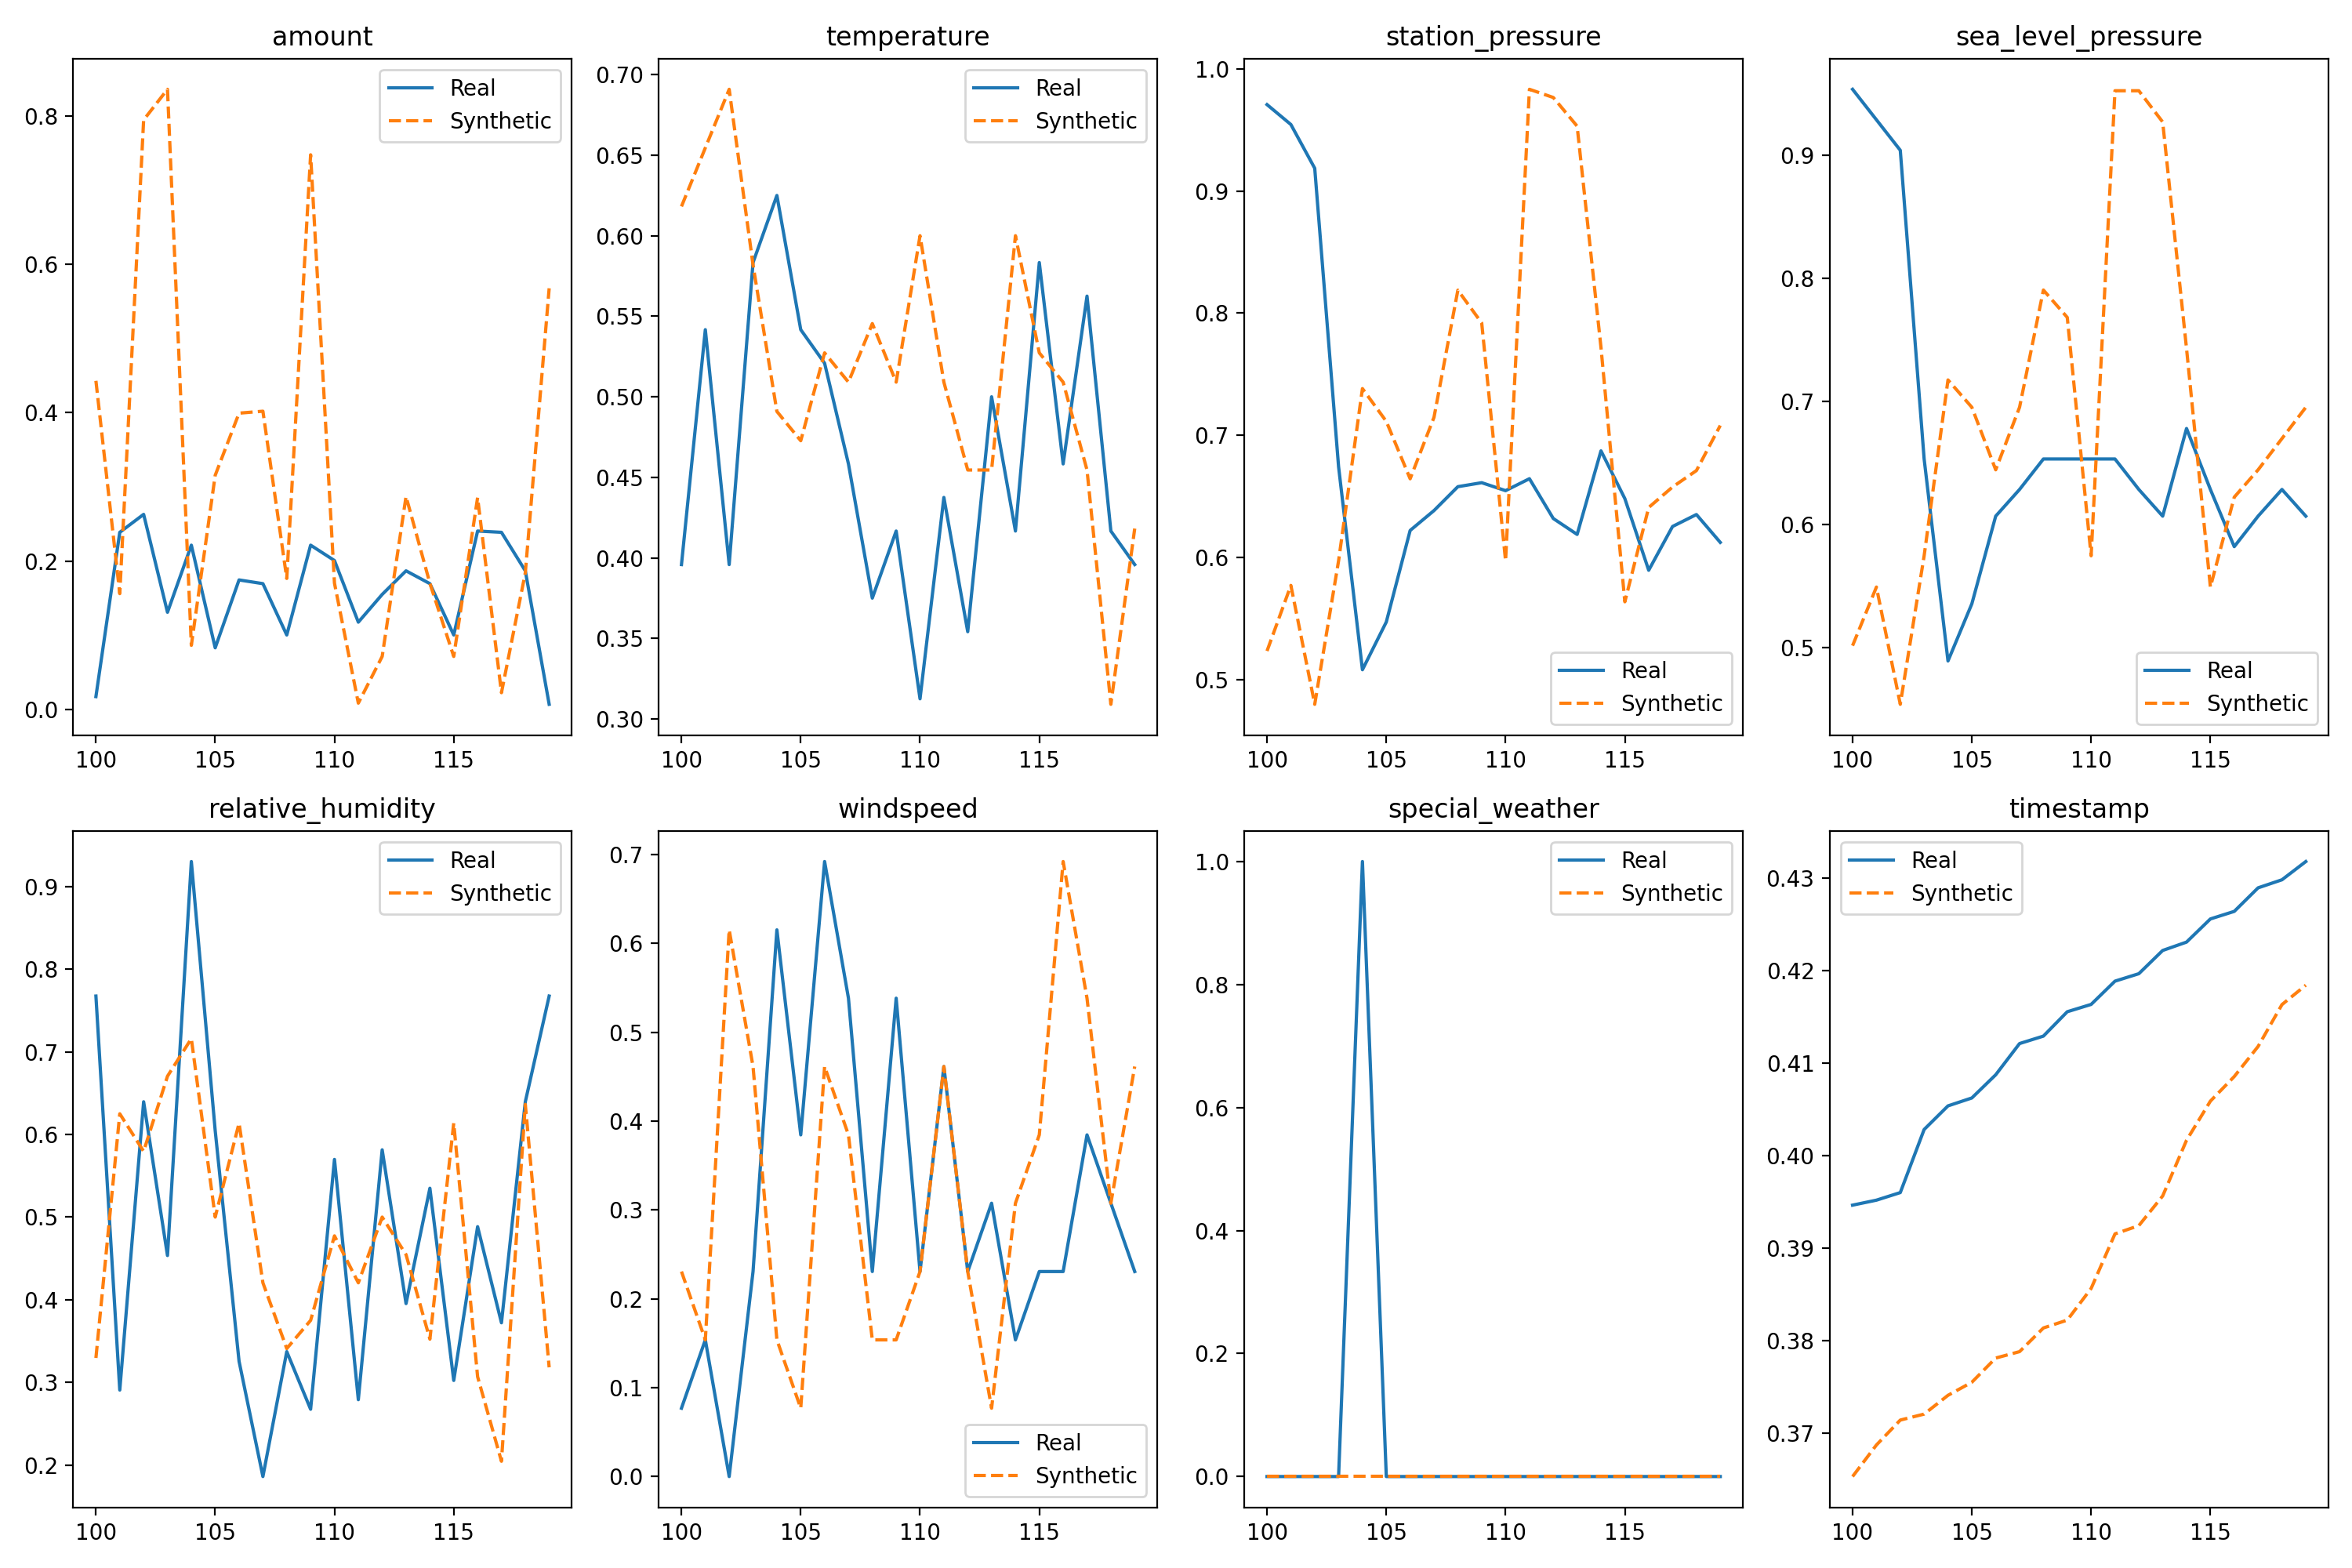 amount
0.8
0.6
0.4
0.2
0.0
100 105 110 115
Real
Synthetic
temperature
0.70
0.65
0.60
0.55
0.50
0.45
0.40
0.35
0.30
100 105 110 115
Real
Synthetic
station_pressure
1.0
0.9
0.8
0.7
0.6
0.5
100 105 110 115
Real
Synthetic
sea_level_pressure
0.9
0.8
0.7
0.6
0.5
100 105 110 115
Real
Synthetic
relative_humidity
0.9
0.8
0.7
0.6
0.5
0.4
0.3
0.2
100 105 110 115
Real
Synthetic
windspeed
0.7
0.6
0.5
0.4
0.3
0.2
0.1
0.0
100 105 110 115
Real
Synthetic
special_weather
1.0
0.8
0.6
0.4
0.2
0.0
100 105 110 115
Real
Synthetic
timestamp
0.43
0.42
0.41
0.40
0.39
0.38
0.37
100 105 110 115
Real
Synthetic